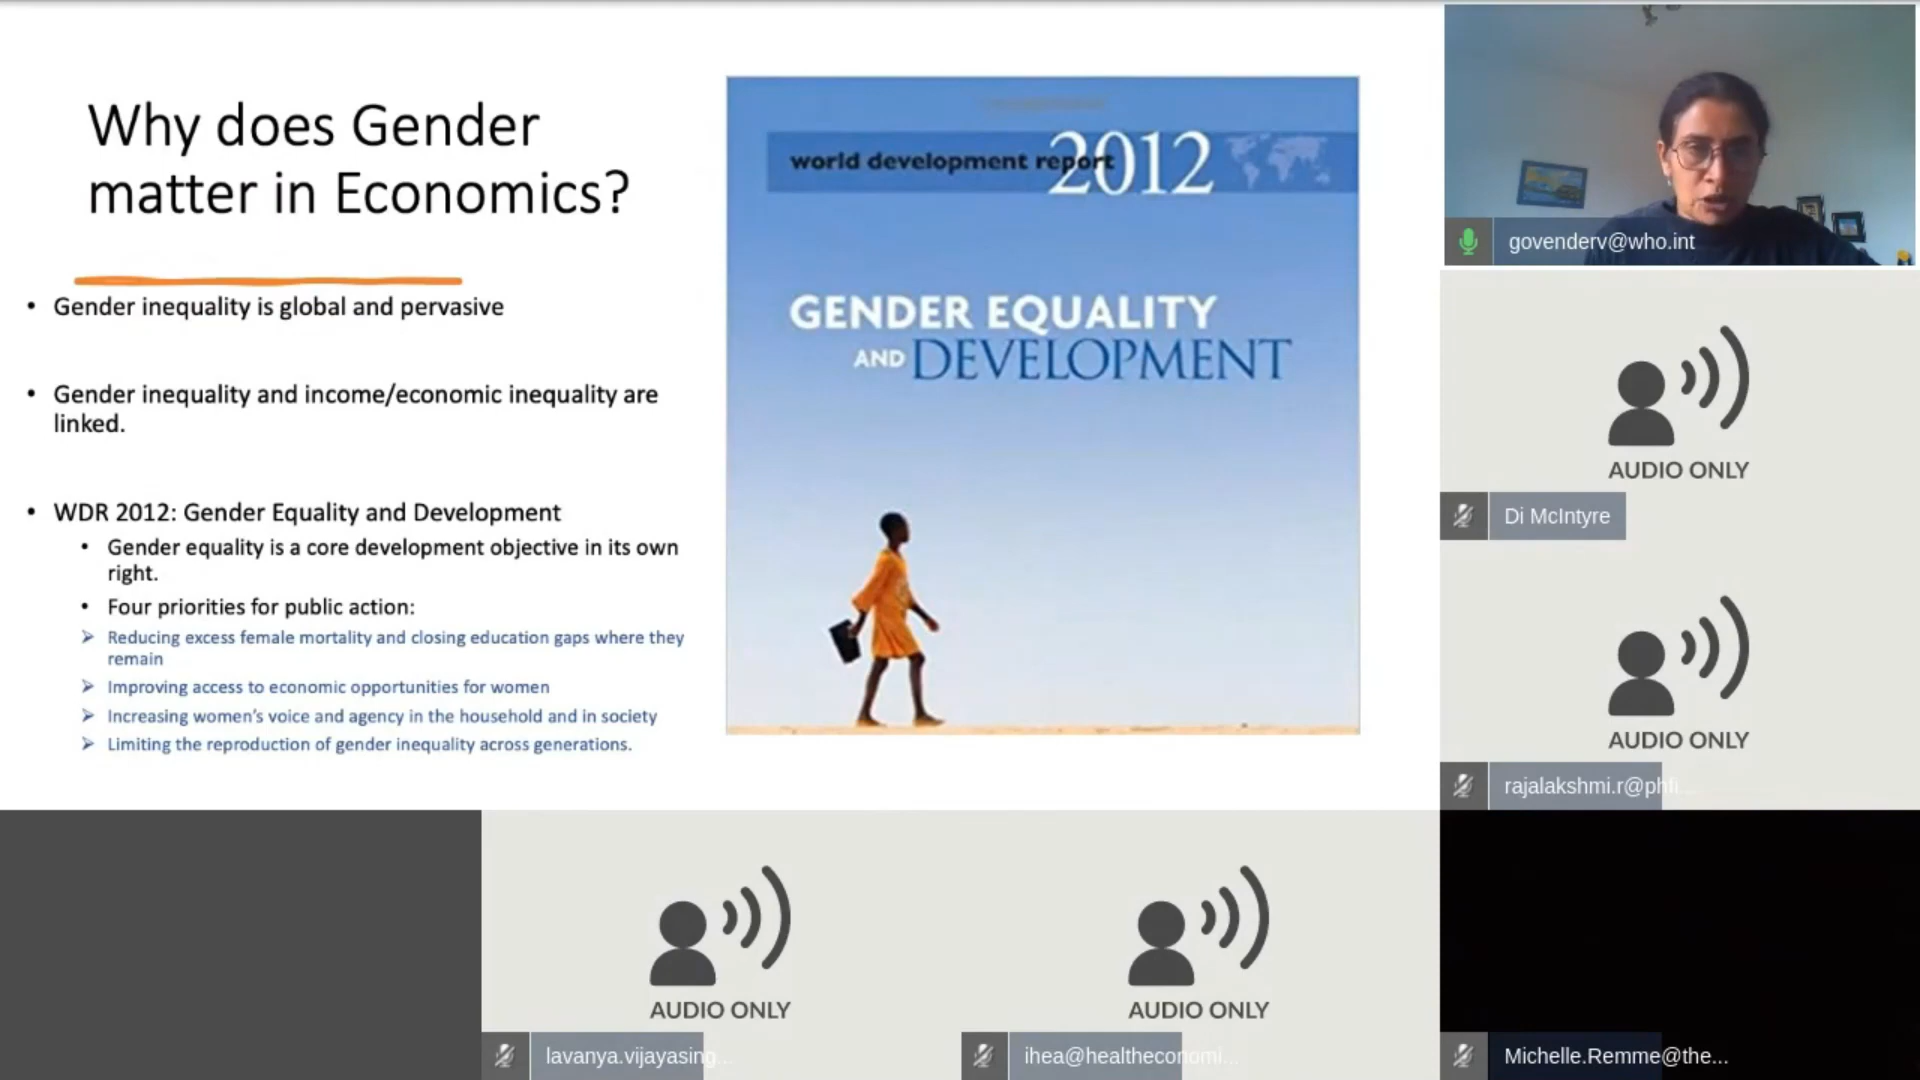 Why does Gender
matter in Economics?
• Gender inequality is global and pervasive
• Gender inequality and income/economic inequality are
linked.
• WDR 2012: Gender Equality and Development
• Gender equality is a core development objective in its own
right.
• Four priorities for public action:
➢ Reducing excess female mortality and closing education gaps where they
remain
➢ Improving access to economic opportunities for women
➢ Increasing women's voice and agency in the household and in society
➢ Limiting the reproduction of gender inequality across generations.
world development report 2012
GENDER EQUALITY
AND DEVELOPMENT
govenderv@who.int
AUDIO ONLY
Di McIntyre
AUDIO ONLY
rajalakshmi.r@phfi...
AUDIO ONLY
lavanya.vijayasing...
AUDIO ONLY
ihea@healtheconomi...
Michelle.Remme@the...